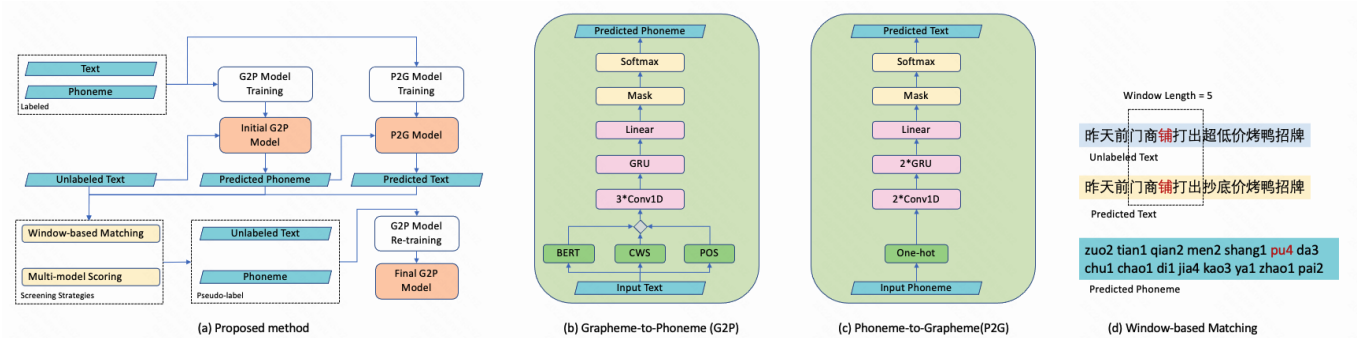 Text
Phoneme
Labeled
G2P Model
Training
P2G Model
Training
Initial G2P
Model
P2G Model
Unlabeled Text
Predicted Phoneme
Predicted Text
Window-based Matching
Multi-model Scoring
Screening Strategies
Unlabeled Text
Phoneme
Pseudo-label
G2P Model
Re-training
Final G2P
Model
(a) Proposed method
Predicted Phoneme
Softmax
Mask
Linear
GRU
3*Conv1D
BERT
CWS
POS
Input Text
(b) Grapheme-to-Phoneme (G2P)
Predicted Text
Softmax
Mask
Linear
2*GRU
2*Conv1D
One-hot
Input Phoneme
(c) Phoneme-to-Grapheme(P2G)
Window Length = 5
昨天前门商铺打出超低价烤鸭招牌
Unlabeled Text
昨天前门商铺打出抄底价烤鸭招牌
Predicted Text
zuo2 tian1 qian2 men2 shang1 pu4 da3
chu1 chao1 di1 jia4 kao3 ya1 zhao1 pai2
Predicted Phoneme
(d) Window-based Matching